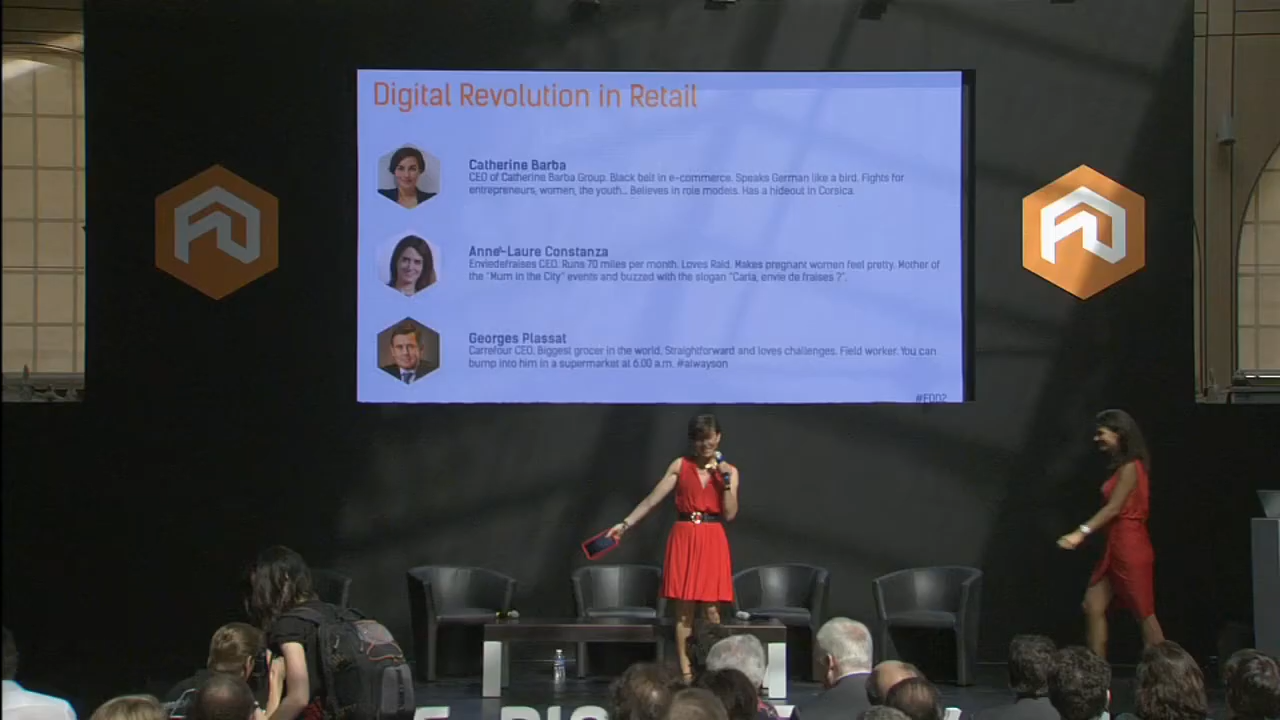 Digital Revolution in Retail
Catherine Barba
CEO of Catherine Barba Group. Black belt in e-commerce. Speaks German like a bird. Fights for
entrepreneurs, women, the youth... Believes in role models. Has a hideout in Corsica.
Anne-Laure Constanza
Enviedefraises CEO. Runs 70 miles per month. Loves Raid. Makes pregnant women feel pretty. Mother of
the "Mum in the City" events and buzzed with the slogan "Carla, envie de fraises ?".
Georges Plassat
Carrefour CEO. Biggest grocer in the world. Straightforward and loves challenges. Field worker. You can
bump into him in a supermarket at 6.00 a.m. #alwayson
#FDD2